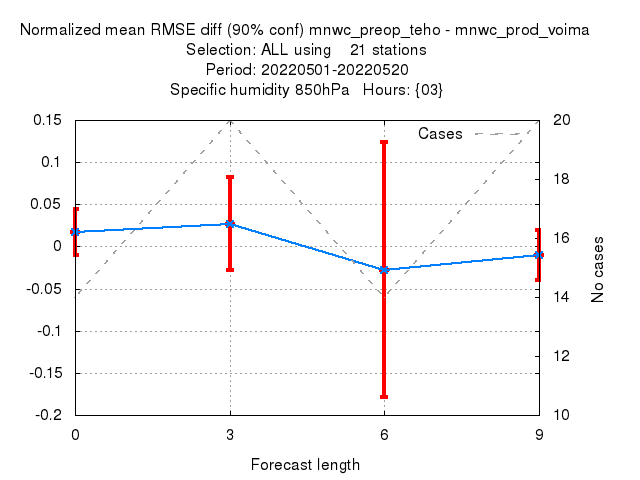 Normalized mean RMSE diff (90% conf) mnwc_preop_teho - mnwc_prod_voima
Selection: ALL using    21 stations
Period: 20220501-20220520
Specific humidity 850hPa   Hours: {03}
Cases
0.15
0.1
0.05
0
-0.05
-0.1
-0.15
-0.2
20
18
16
14
12
10
No cases
0 3 6 9
Forecast length